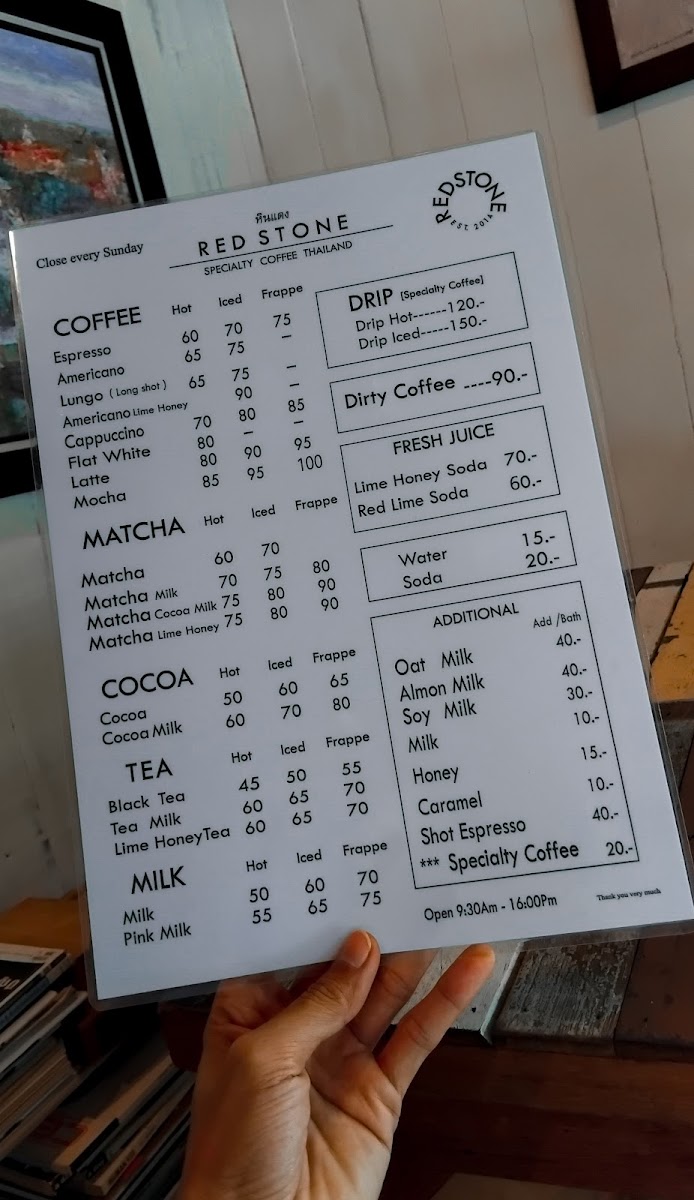 Close every Sunday
หินแดง
RED STONE
SPECIALTY COFFEE THAILAND
REDSTONE
EST. 2014
COFFEE Hot Iced Frappe
Espresso 60 70 75
Americano 65 75 –
Lungo ( Long shot ) 65 75 –
Americano Lime Honey 90 –
Cappuccino 70 80 85
Flat White 80 – –
Latte 80 90 95
Mocha 85 95 100
MATCHA Hot Iced Frappe
Matcha 60 70
Matcha Milk 70 75 80
Matcha Cocoa Milk 75 80 90
Matcha Lime Honey 75 80 90
COCOA Hot Iced Frappe
Cocoa 50 60 65
Cocoa Milk 60 70 80
TEA Hot Iced Frappe
Black Tea 45 50 55
Tea Milk 60 65 70
Lime Honey Tea 60 65 70
MILK Hot Iced Frappe
Milk 50 60 70
Pink Milk 55 65 75
DRIP [Specialty Coffee]
Drip Hot------120.-
Drip Iced-----150.-
Dirty Coffee ----90.-
FRESH JUICE
Lime Honey Soda 70.-
Red Lime Soda 60.-
Water 15.-
Soda 20.-
ADDITIONAL
Add /Bath
Oat Milk 40.-
Almon Milk 40.-
Soy Milk 30.-
Milk 10.-
Honey 15.-
Caramel 10.-
Shot Espresso 40.-
*** Specialty Coffee 20.-
Open 9:30Am - 16:00Pm
Thank you very much